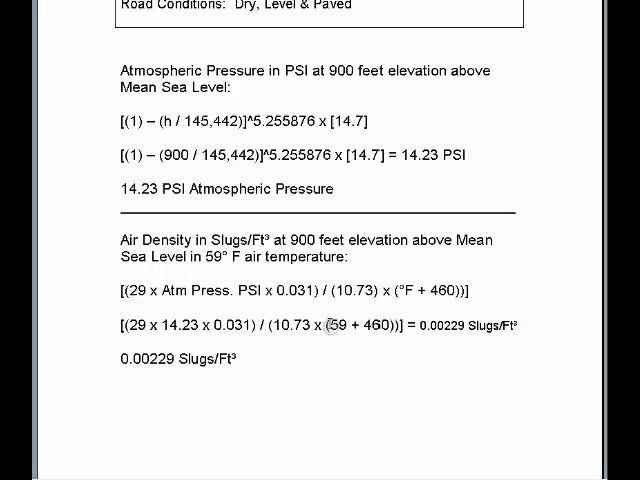 Road Conditions:  Dry, Level & Paved
Atmospheric Pressure in PSI at 900 feet elevation above
Mean Sea Level:
[(1) – (h / 145,442)]^5.255876 x [14.7]
[(1) – (900 / 145,442)]^5.255876 x [14.7] = 14.23 PSI
14.23 PSI Atmospheric Pressure
Air Density in Slugs/Ft³ at 900 feet elevation above Mean
Sea Level in 59° F air temperature:
[(29 x Atm Press. PSI x 0.031) / (10.73) x (°F + 460))]
[(29 x 14.23 x 0.031) / (10.73 x (59 + 460))] = 0.00229 Slugs/Ft³
0.00229 Slugs/Ft³